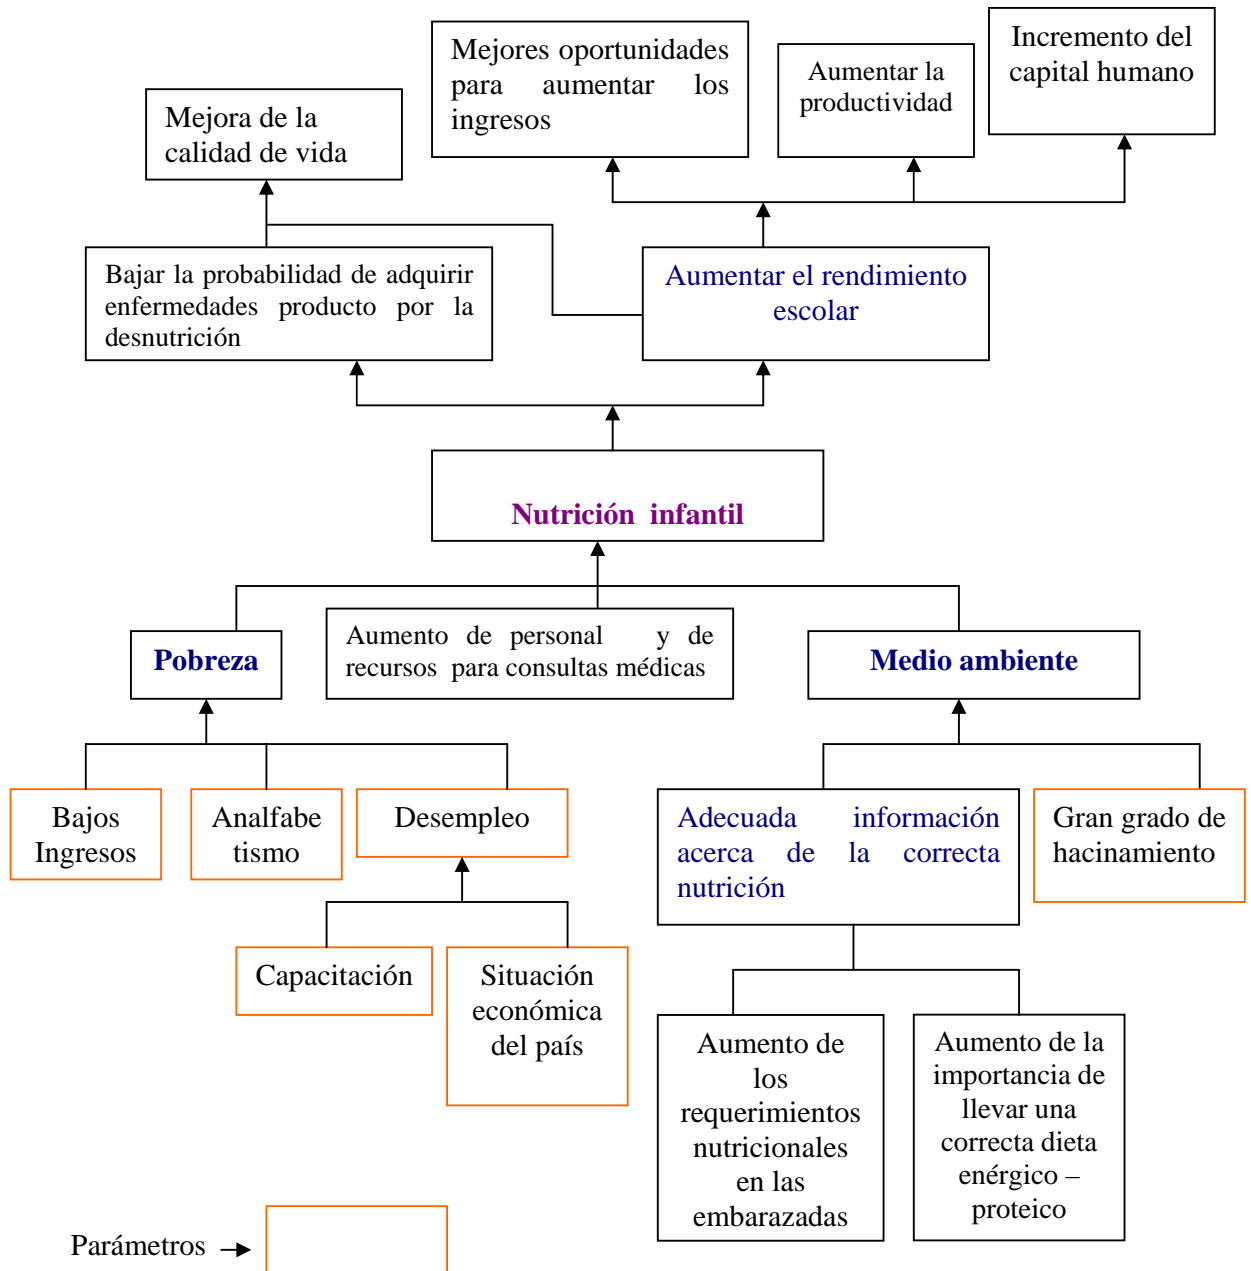 Mejores oportunidades
para aumentar los
ingresos
Aumentar la
productividad
Incremento del
capital humano
Mejora de la
calidad de vida
Bajar la probabilidad de adquirir
enfermedades producto por la
desnutrición
Aumentar el rendimiento
escolar
Nutrición infantil
Pobreza
Aumento de personal y de
recursos para consultas médicas
Medio ambiente
Bajos
Ingresos
Analfabe
tismo
Desempleo
Adecuada información
acerca de la correcta
nutrición
Gran grado de
hacinamiento
Capacitación
Situación
económica
del país
Aumento de
los
requerimientos
nutricionales
en las
embarazadas
Aumento de la
importancia de
llevar una
correcta dieta
enérgico –
proteico
Parámetros